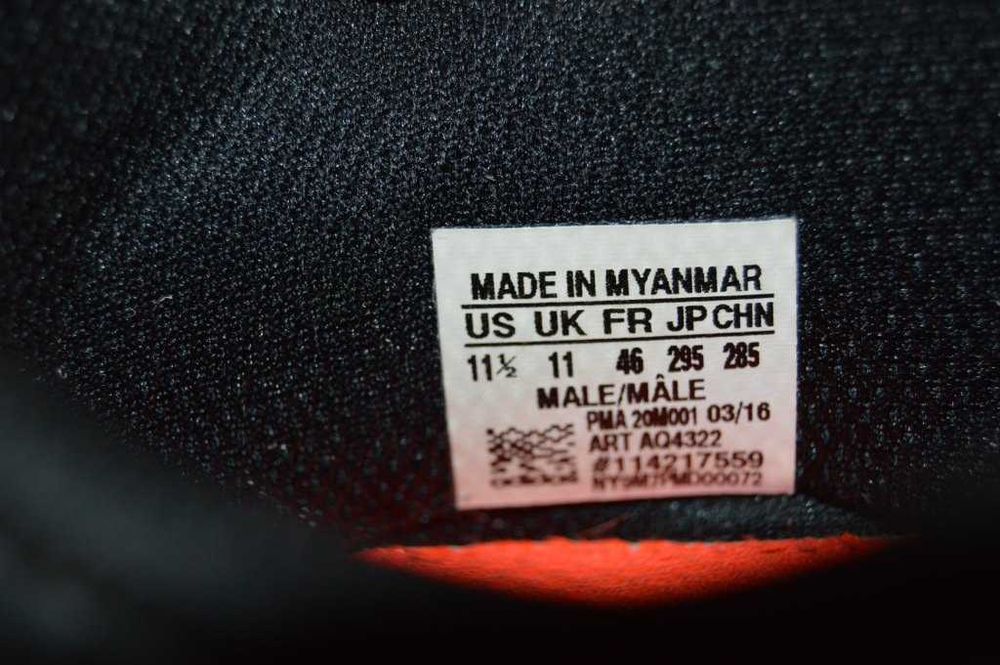 MADE IN MYANMAR
US UK FR JP CHN
11½ 11 46 295 285
MALE/MÂLE
PMA 20M001 03/16
ART AQ4322
#114217559